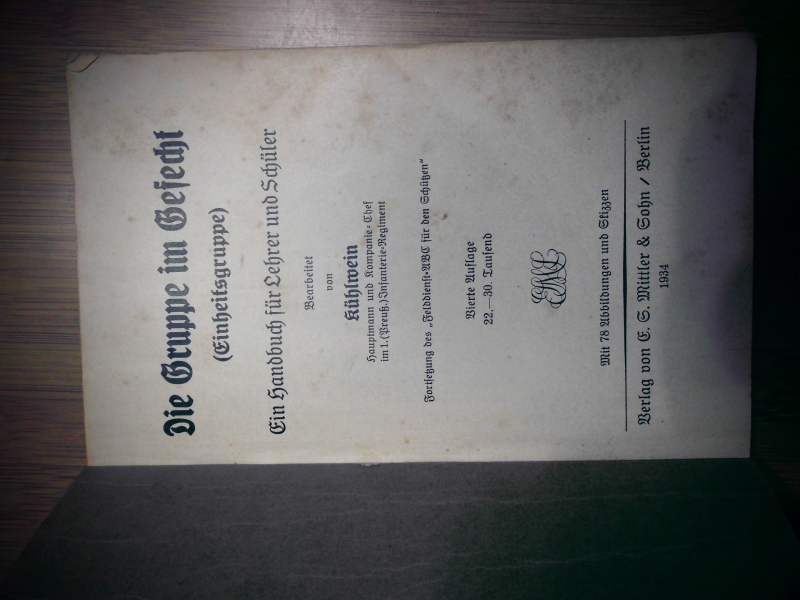 Die Gruppe im Gefecht
(Einheitsgruppe)
Ein Handbuch für Lehrer und Schüler
Bearbeitet
von
Kühlwein
Hauptmann und Kompanie-Chef
im 1. (Preuß.) Infanterie-Regiment
Fortsetzung des „Felddienst-ABC für den Schützen“
Vierte Auflage
22.—30. Tausend
Mit 78 Abbildungen und Skizzen
Verlag von E. S. Mittler & Sohn / Berlin
1934